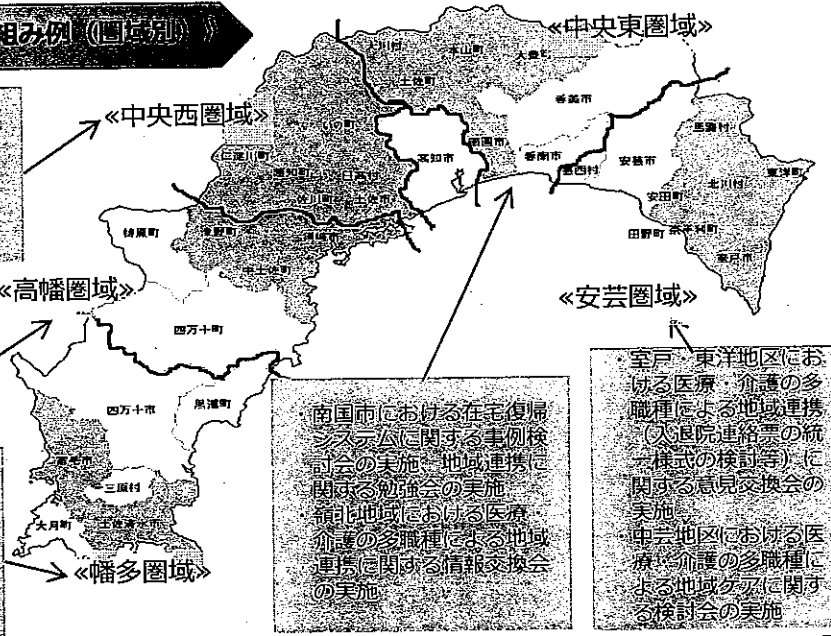 組み例(圏域別)》
≪中央東圏域≫
≪中央西圏域≫
≪高幡圏域≫
≪安芸圏域≫
≪幡多圏域≫
大川村
本山町
大豊町
土佐町
香美市
南国市
香南市
高知市
いの町
仁淀川町
越知町
日高村
佐川町
土佐市
芸西村
安芸市
馬路村
北川村
東洋町
安田町
田野町
奈半利町
室戸市
梼原町
津野町
須崎市
中土佐町
四万十町
四万十市
黒潮町
宿毛市
三原村
大月町
土佐清水市
・南国市における在宅復帰
システムに関する事例検
討会の実施、地域連携に
関する勉強会の実施
・嶺北地域における医療・
介護の多職種による地域
連携に関する情報交換会
の実施
・室戸・東洋地区にお
ける医療・介護の多
職種による地域連携
(入退院連絡票の統
一様式の検討等)に
関する意見交換会の
実施
・中芸地区における医
療・介護の多職種に
よる地域ケアに関す
る検討会の実施